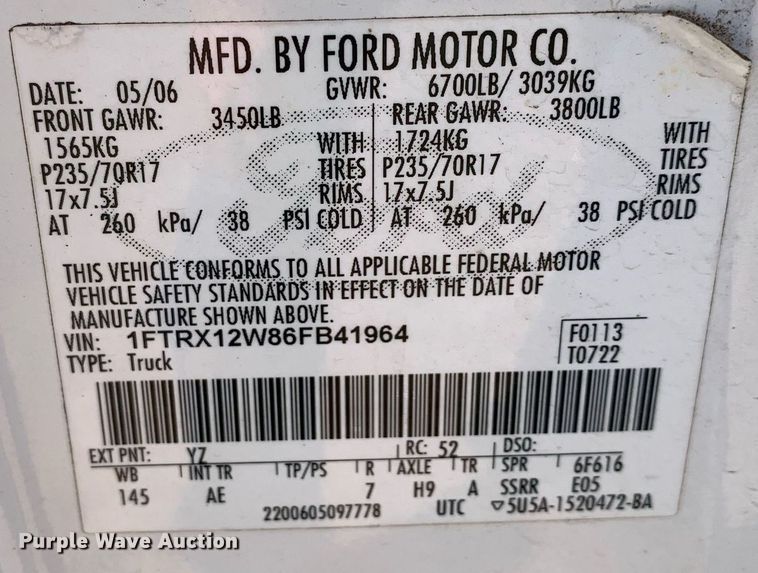 MFD. BY FORD MOTOR CO.
DATE: 05/06 GVWR: 6700LB/ 3039KG
FRONT GAWR: 3450LB REAR GAWR: 3800LB
1565KG WITH 1724KG WITH
P235/70R17 TIRES P235/70R17 TIRES
17x7.5J RIMS 17x7.5J RIMS
AT 260 kPa/ 38 PSI COLD AT 260 kPa/ 38 PSI COLD
Ford
THIS VEHICLE CONFORMS TO ALL APPLICABLE FEDERAL MOTOR
VEHICLE SAFETY STANDARDS IN EFFECT ON THE DATE OF
MANUFACTURE SHOWN ABOVE.
VIN: 1FTRX12W86FB41964 F0113
TYPE: Truck T0722
EXT PNT: YZ RC: 52 DSO:
WB INT TR TP/PS R AXLE TR SPR 6F616
145 AE 7 H9 A SSRR E05
2200605097778 UTC ▽5U5A-1520472-BA
Purple Wave Auction